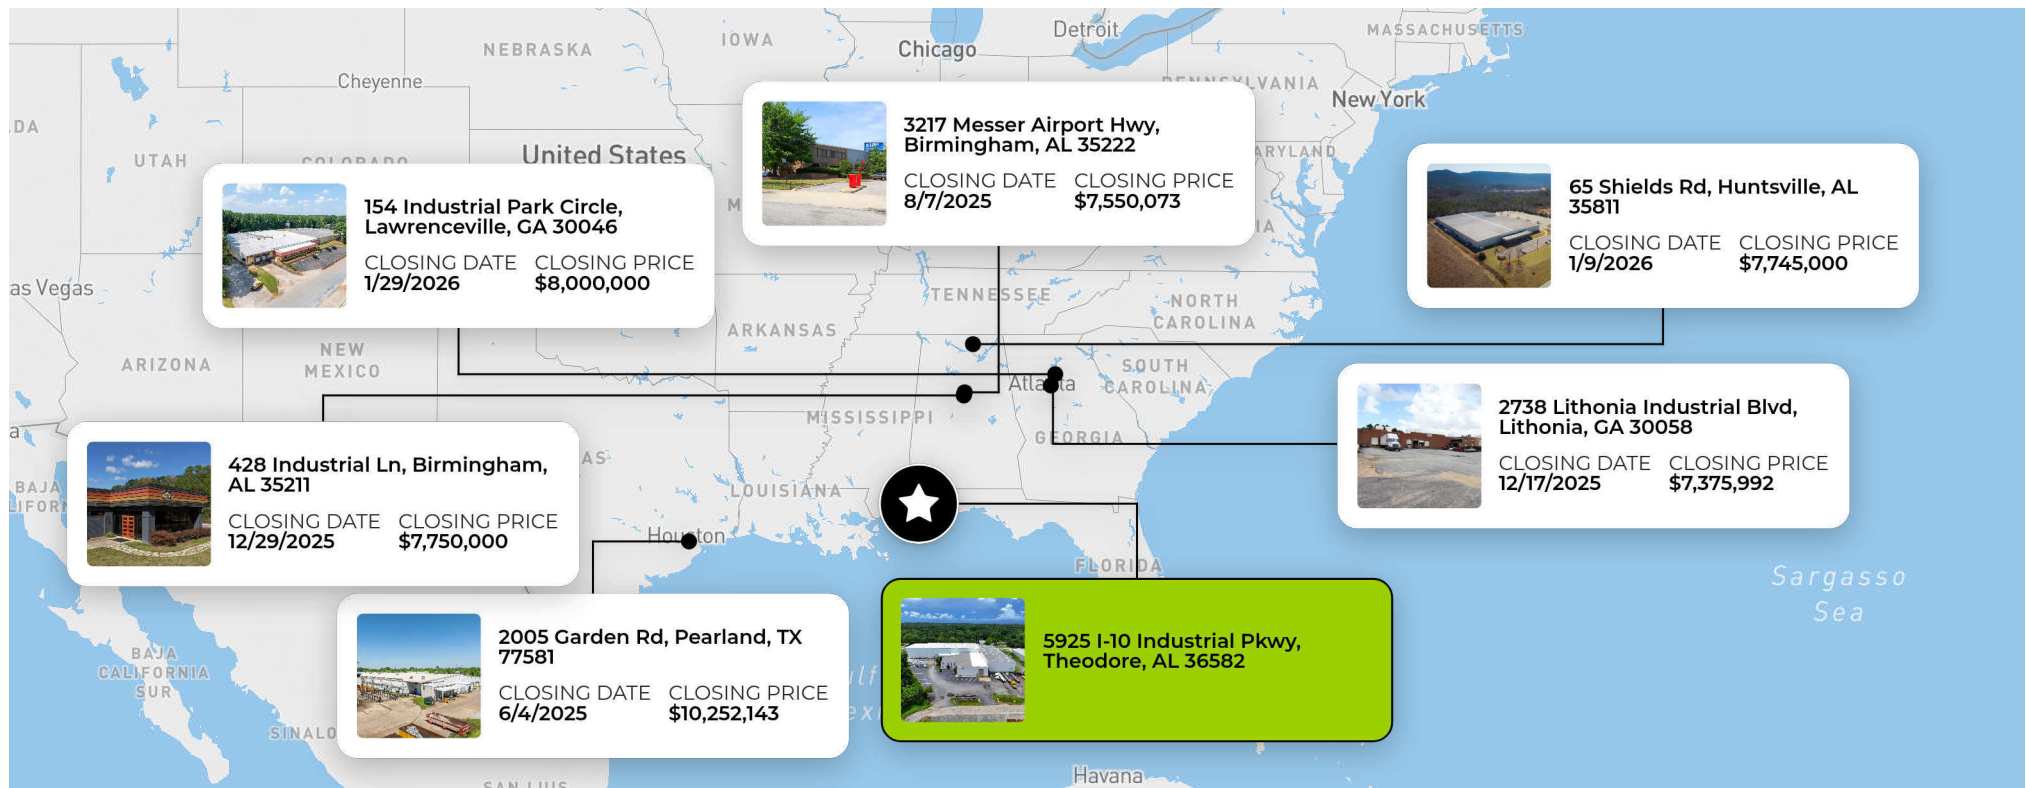 MASSACHUSETTS
Detroit
IOWA
NEBRASKA
Chicago
Cheyenne
New York
3217 Messer Airport Hwy,
Birmingham, AL 35222
CLOSING DATE CLOSING PRICE
8/7/2025 $7,550,073
UTAH
United States
154 Industrial Park Circle,
Lawrenceville, GA 30046
CLOSING DATE CLOSING PRICE
1/29/2026 $8,000,000
65 Shields Rd, Huntsville, AL
35811
CLOSING DATE CLOSING PRICE
1/9/2026 $7,745,000
as Vegas
TENNESSEE
NORTH
CAROLINA
ARKANSAS
ARIZONA
NEW
MEXICO
SOUTH
CAROLINA
Atlanta
MISSISSIPPI
GEORGIA
2738 Lithonia Industrial Blvd,
Lithonia, GA 30058
CLOSING DATE CLOSING PRICE
12/17/2025 $7,375,992
428 Industrial Ln, Birmingham,
AL 35211
CLOSING DATE CLOSING PRICE
12/29/2025 $7,750,000
BAJA
LOUISIANA
Houston
FLORIDA
Sargasso
Sea
2005 Garden Rd, Pearland, TX
77581
CLOSING DATE CLOSING PRICE
6/4/2025 $10,252,143
5925 I-10 Industrial Pkwy,
Theodore, AL 36582
BAJA
CALIFORNIA
SUR
SINALO
Havana